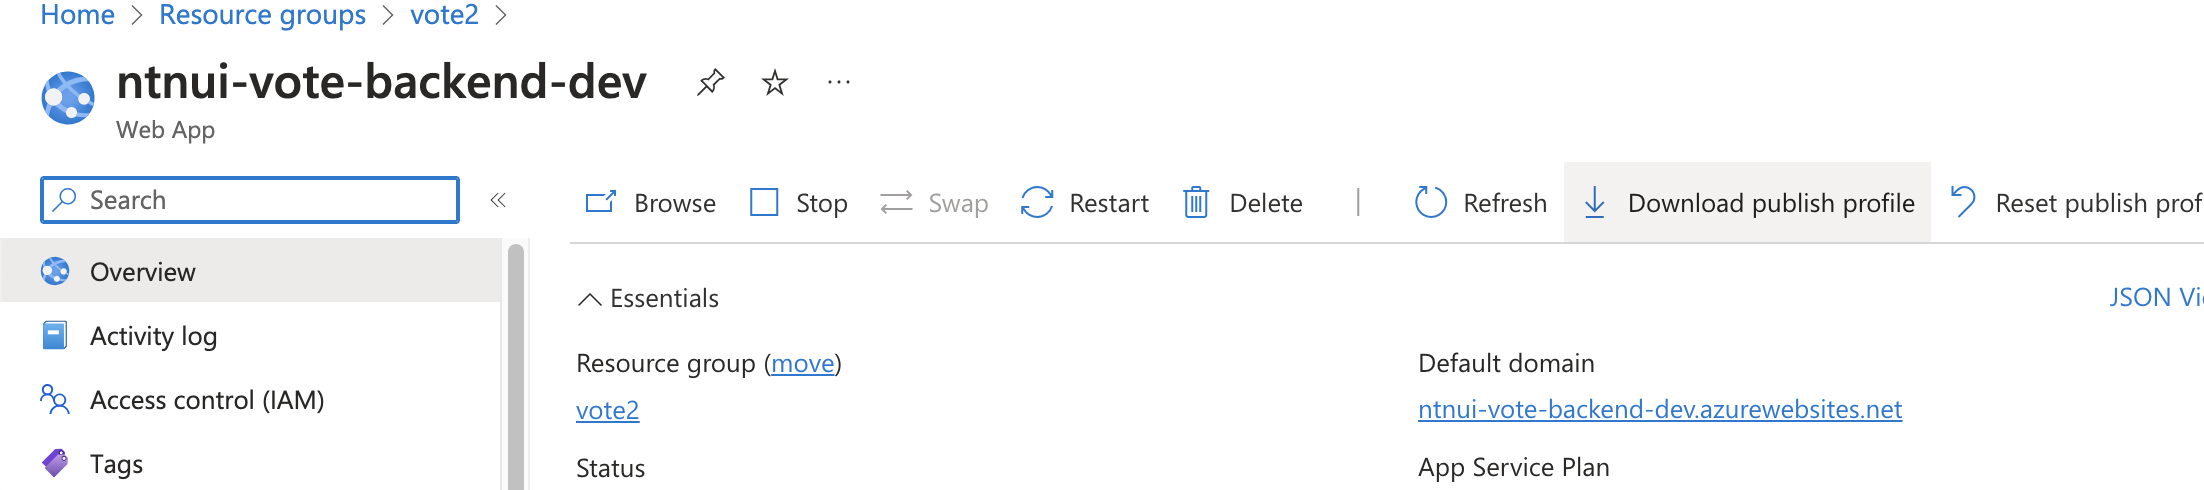 Home > Resource groups > vote2 >
ntnui-vote-backend-dev
Web App
Search
Browse Stop Swap Restart Delete Refresh Download publish profile Reset publish prof
Overview
Activity log
Access control (IAM)
Tags
Essentials
JSON Vi
Resource group (move)
vote2
Status
Default domain
ntnui-vote-backend-dev.azurewebsites.net
App Service Plan